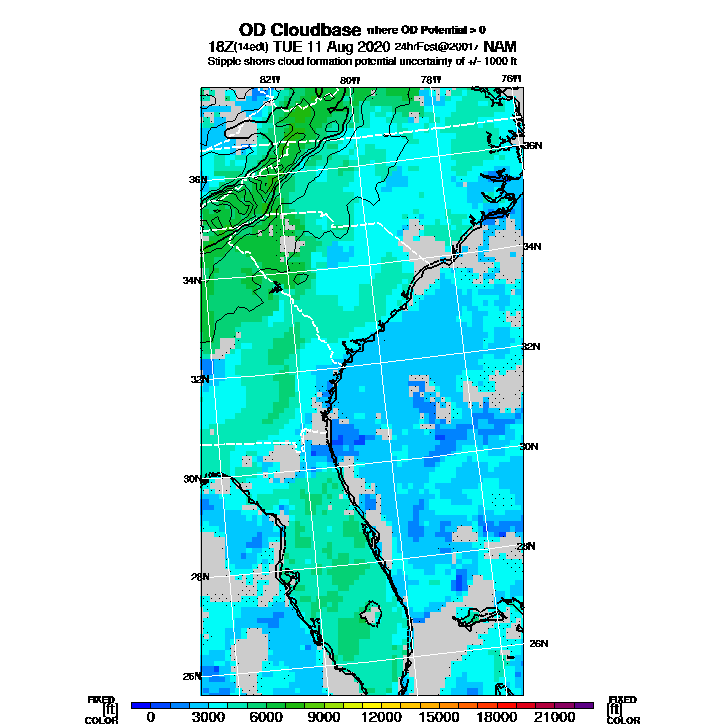 OD Cloudbase where OD Potential > 0
18Z(14edt) TUE 11 Aug 2020 24hrFcst@2001z NAM
Stipple shows cloud formation potential uncertainty of +/- 1000 ft
82W 80W 78W 76W
36N
36N
34N
34N
32N
32N
30N
30N
28N
28N
26N
26N
FIXED FIXED
[ft] [ft]
COLOR COLOR
0 3000 6000 9000 12000 15000 18000 21000